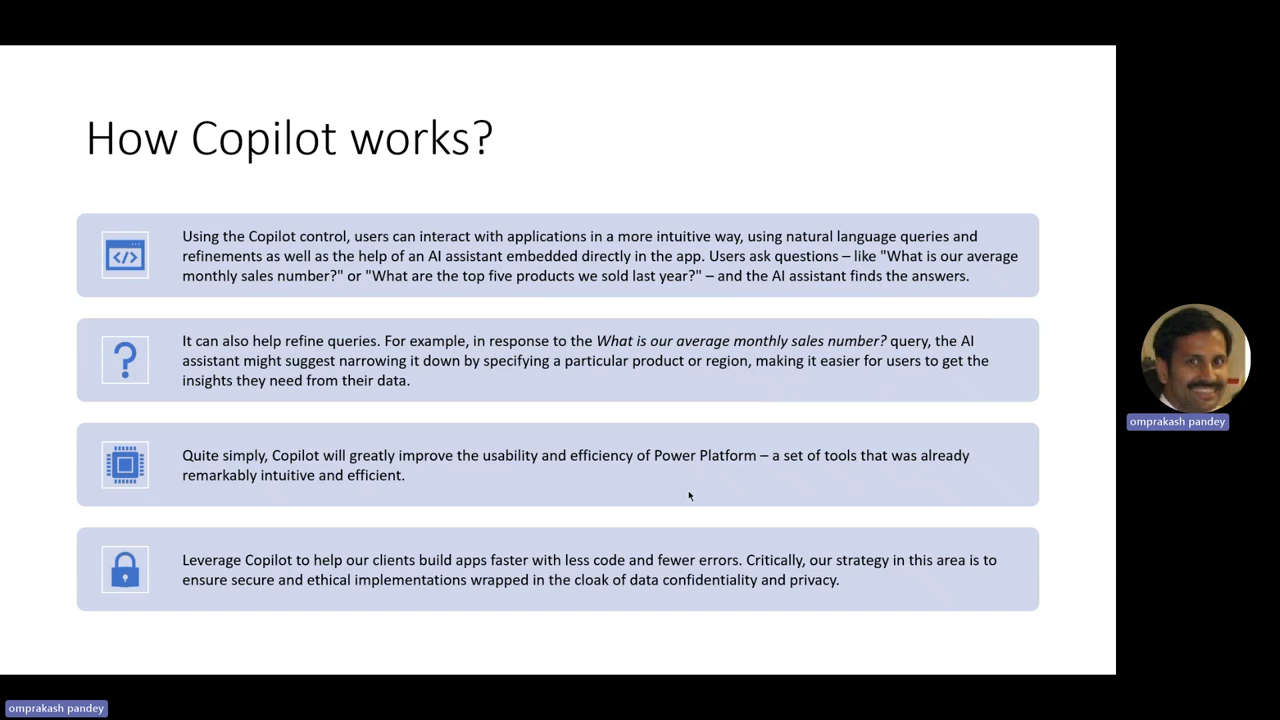 How Copilot works?
Using the Copilot control, users can interact with applications in a more intuitive way, using natural language queries and
refinements as well as the help of an AI assistant embedded directly in the app. Users ask questions – like "What is our average
monthly sales number?" or "What are the top five products we sold last year?" – and the AI assistant finds the answers.
It can also help refine queries. For example, in response to the What is our average monthly sales number? query, the AI
assistant might suggest narrowing it down by specifying a particular product or region, making it easier for users to get the
insights they need from their data.
Quite simply, Copilot will greatly improve the usability and efficiency of Power Platform – a set of tools that was already
remarkably intuitive and efficient.
Leverage Copilot to help our clients build apps faster with less code and fewer errors. Critically, our strategy in this area is to
ensure secure and ethical implementations wrapped in the cloak of data confidentiality and privacy.
omprakash pandey
omprakash pandey